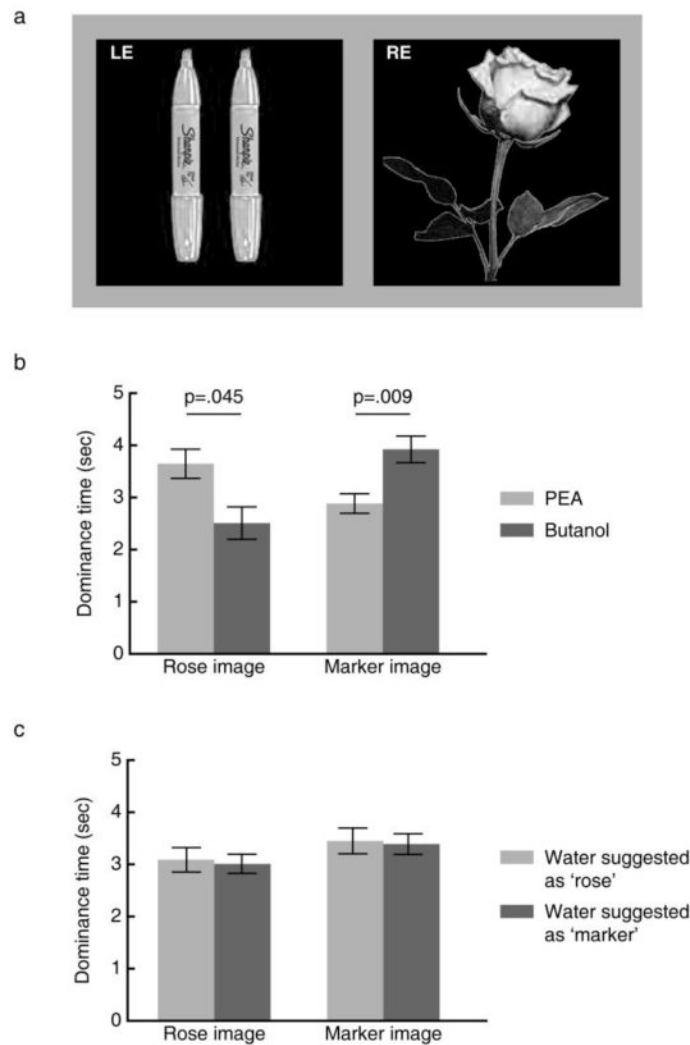 a
LE
RE
Sharpie
Sharpie
b
5
4
3
2
1
0
Dominance time (sec)
p=.045
p=.009
Rose image
Marker image
PEA
Butanol
c
5
4
3
2
1
0
Dominance time (sec)
Rose image
Marker image
Water suggested
as ‘rose’
Water suggested
as ‘marker’